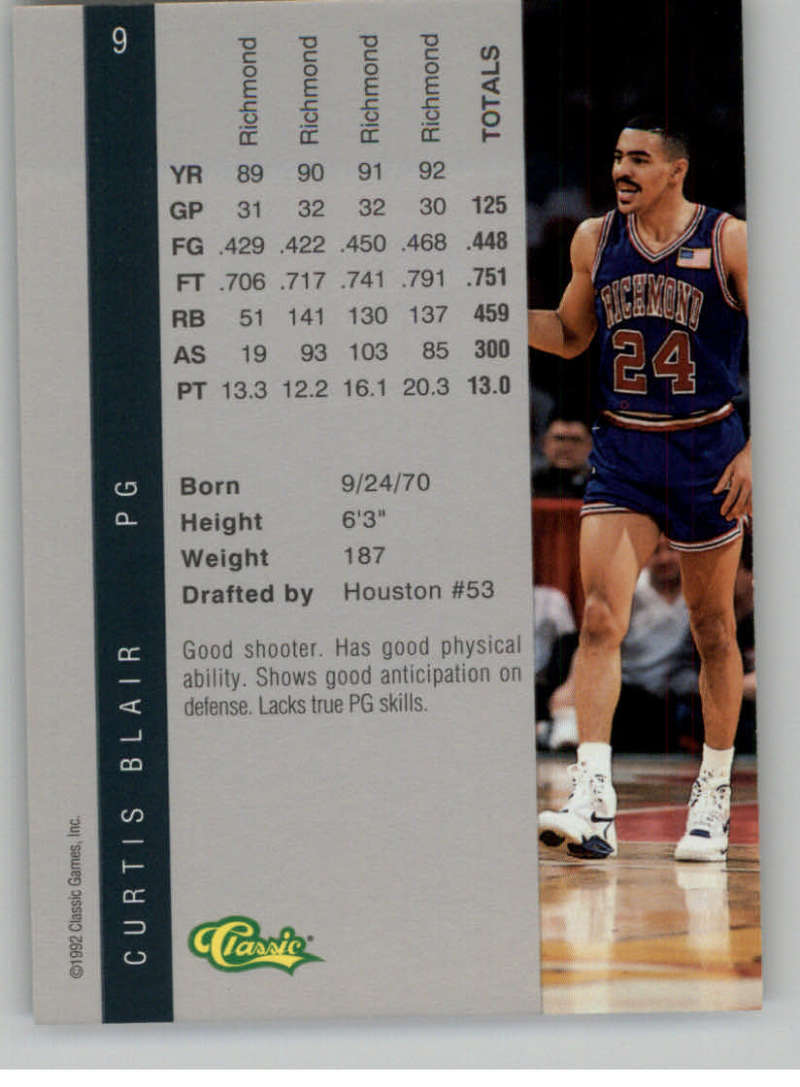 9
Richmond Richmond Richmond Richmond TOTALS
YR 89 90 91 92
GP 31 32 32 30 125
FG .429 .422 .450 .468 .448
FT .706 .717 .741 .791 .751
RB 51 141 130 137 459
AS 19 93 103 85 300
PT 13.3 12.2 16.1 20.3 13.0
Born 9/24/70
Height 6'3"
Weight 187
Drafted by Houston #53
Good shooter. Has good physical
ability. Shows good anticipation on
defense. Lacks true PG skills.
CURTIS BLAIR PG
©1992 Classic Games, Inc.
Classic®
RICHMOND
24